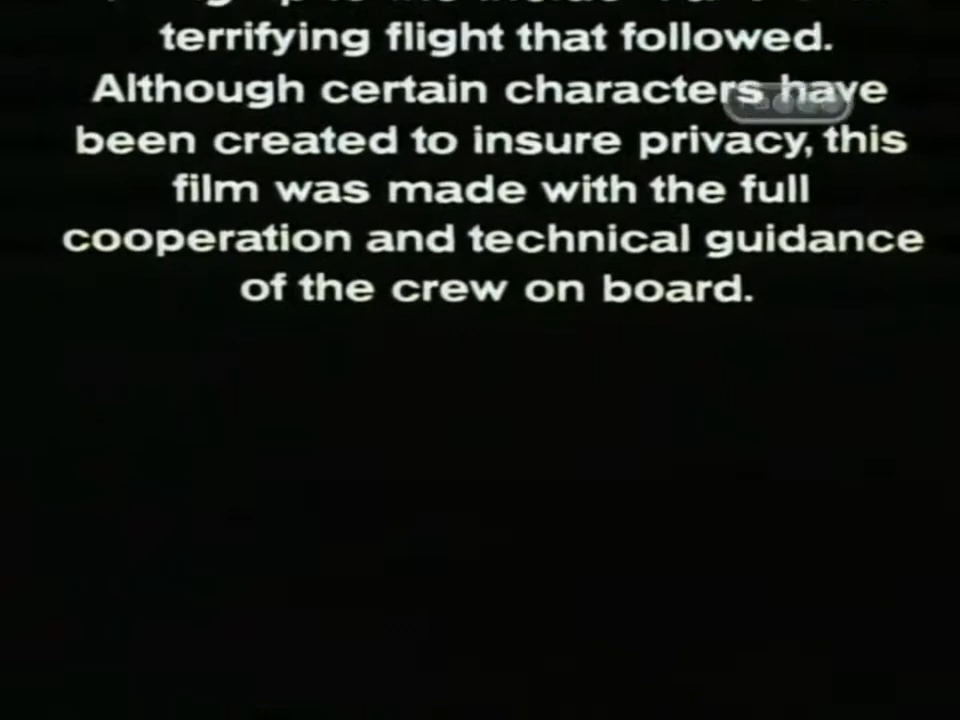 terrifying flight that followed.
Although certain characters have
been created to insure privacy, this
film was made with the full
cooperation and technical guidance
of the crew on board.